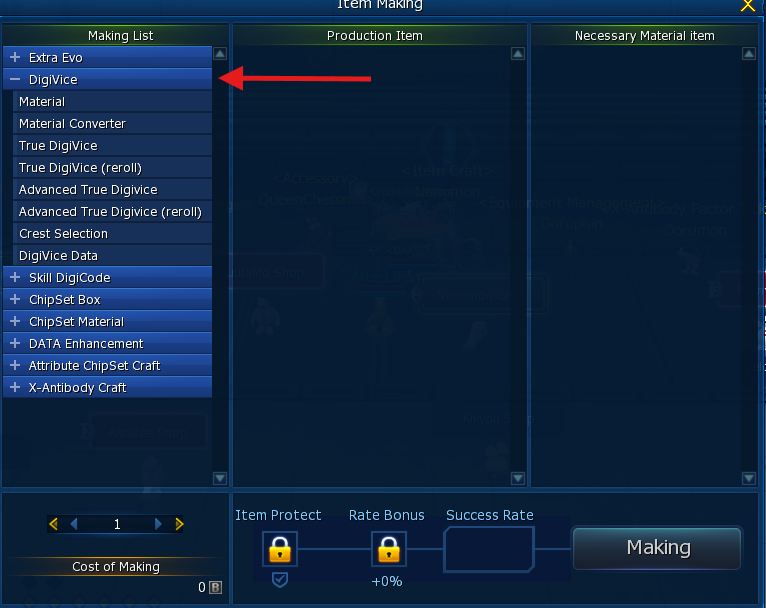 Item Making
Making List
Production Item
Necessary Material item
Extra Evo
DigiVice
Material
Material Converter
True DigiVice
True DigiVice (reroll)
Advanced True Digivice
Advanced True Digivice (reroll)
Crest Selection
DigiVice Data
Skill DigiCode
ChipSet Box
ChipSet Material
DATA Enhancement
Attribute ChipSet Craft
X-Antibody Craft
1
Cost of Making
0 B
Item Protect
Rate Bonus
Success Rate
+0%
Making